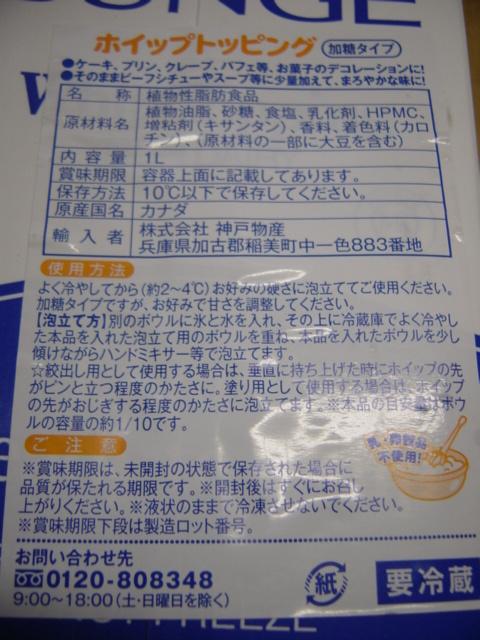 ホイップトッピング(加糖タイプ)
●ケーキ、プリン、クレープ、パフェ等、お菓子のデコレーションに!
●そのままビーフシチューやスープ等に少量加えて、まろやかな味に!
名称 植物性脂肪食品
原材料名 植物油脂、砂糖、食塩、乳化剤、HPMC、
増粘剤(キサンタン)、香料、着色料(カロ
チン)、(原材料の一部に大豆を含む)
内容量 1L
賞味期限 容器上面に記載してあります。
保存方法 10℃以下で保存してください。
原産国名 カナダ
輸入者 株式会社 神戸物産
兵庫県加古郡稲美町中一色883番地
使用方法
よく冷やしてから(約2~4℃)お好みの硬さに泡立ててご使用ください。
加糖タイプですが、お好みで甘さを調整してください。
【泡立て方】別のボウルに氷と水を入れ、その上に冷蔵庫でよく冷やし
た本品を入れた泡立て用のボウルを重ね、本品を入れたボウルを少し
傾けながらハンドミキサー等で泡立てます。
☆絞出し用として使用する場合は、垂直に持ち上げた時にホイップの先
がピンと立つ程度のかたさに。塗り用として使用する場合は、ホイップ
の先がおじぎする程度のかたさに泡立てます。※本品の目安量はボウ
ルの容量の約1/10です。
ご注意
※賞味期限は、未開封の状態で保存された場合に
品質が保たれる期限です。※開封後はすぐにお召し
上がりください。※液状のままで冷凍させないでください。
※賞味期限下段は製造ロット番号。
乳・卵製品
不使用!
お問い合わせ先
0120-808348
9:00~18:00(土・日曜日を除く)
紙
要冷蔵